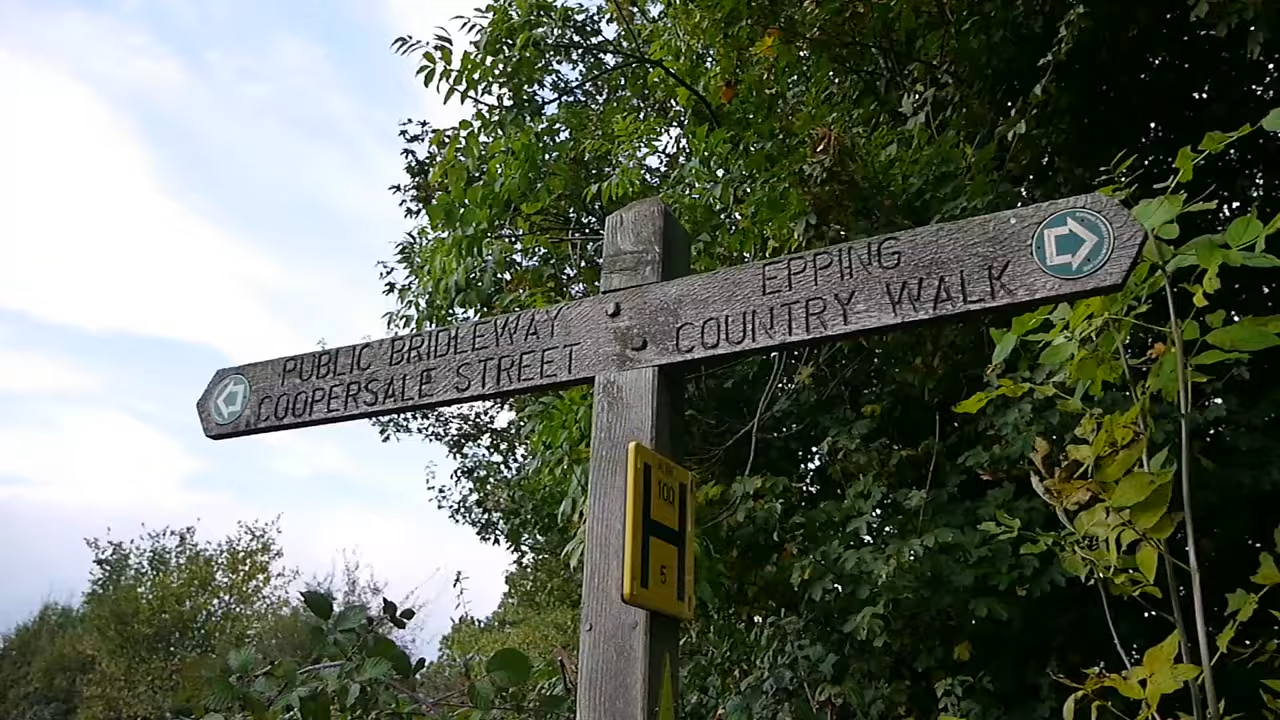 PUBLIC BRIDLEWAY
COOPERSALE STREET
EPPING
COUNTRY WALK
100
H
5